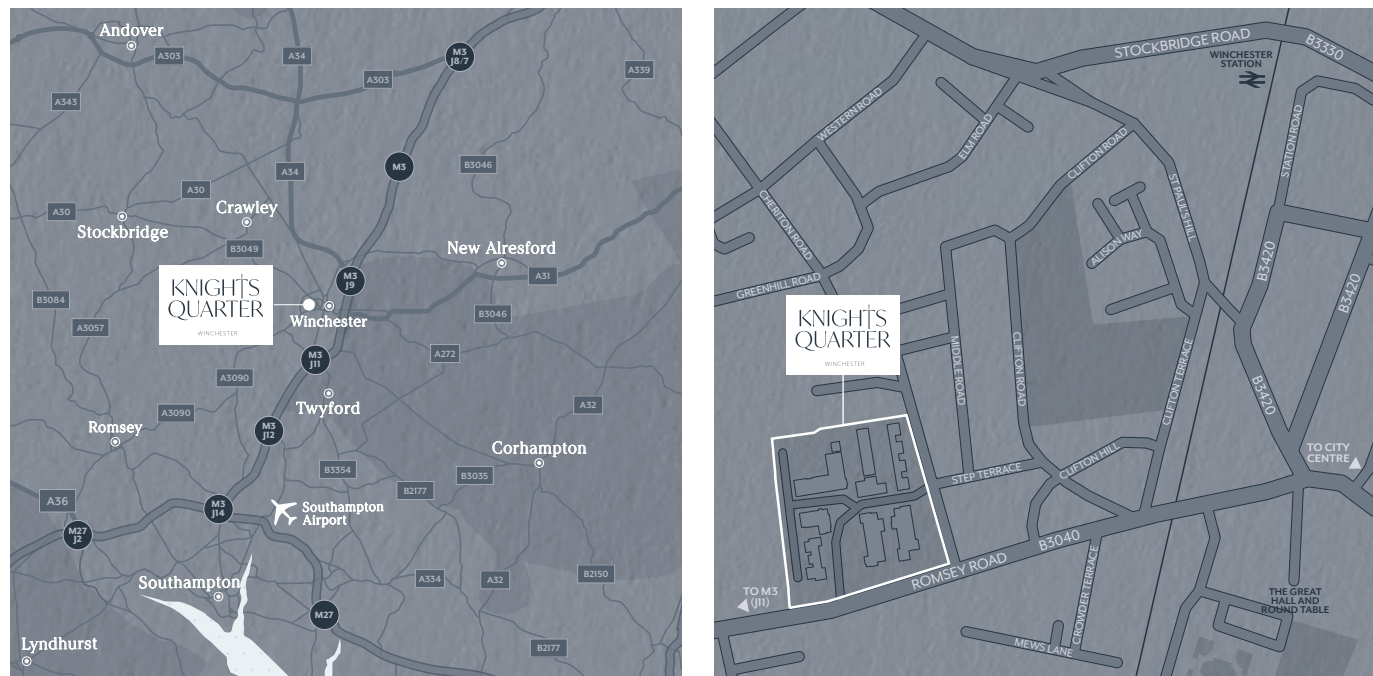 Andover
A303
A34
M3
J8/7
A303
A339
A343
M3
B3046
A34
A30
A30
Crawley
Stockbridge
B3049
New Alresford
A31
M3
J9
KNIGHTS
QUARTER
WINCHESTER
Winchester
B3084
A3057
B3046
M3
J11
A272
A3090
Twyford
A3090
A32
Romsey
M3
J12
Corhampton
B3354
B3035
B2177
A36
M3
J14
Southampton
Airport
M27
J2
Southampton
A334
A32
B2150
M27
Lyndhurst
B2177
STOCKBRIDGE ROAD
B3330
WINCHESTER
STATION
WESTERN ROAD
ELM ROAD
CLIFTON ROAD
STATION ROAD
CHERITON ROAD
ST PAUL'S HILL
ALISON WAY
B3420
B3420
GREENHILL ROAD
KNIGHTS
QUARTER
WINCHESTER
MIDDLE ROAD
CLIFTON ROAD
CLIFTON TERRACE
B3420
TO CITY
CENTRE
STEP TERRACE
CLIFTON HILL
B3040
ROMSEY ROAD
TO M3
(J11)
CROWDER TERRACE
MEWS LANE
THE GREAT
HALL AND
ROUND TABLE